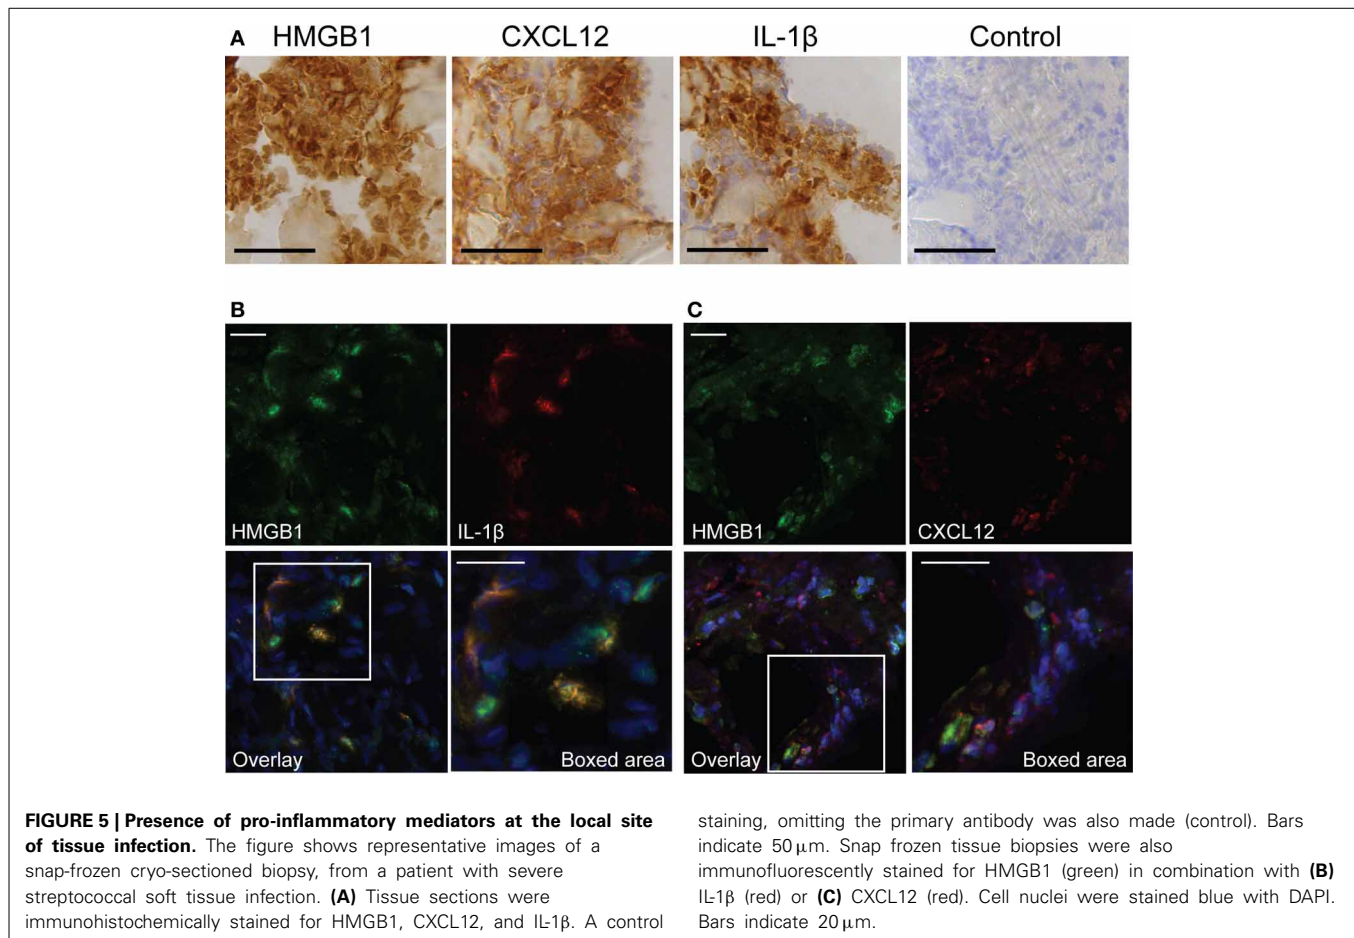 A HMGB1 CXCL12 IL-1β Control
B C
HMGB1 IL-1β HMGB1 CXCL12
Overlay Boxed area Overlay Boxed area
FIGURE 5 | Presence of pro-inflammatory mediators at the local site
of tissue infection. The figure shows representative images of a
snap-frozen cryo-sectioned biopsy, from a patient with severe
streptococcal soft tissue infection. (A) Tissue sections were
immunohistochemically stained for HMGB1, CXCL12, and IL-1β. A control
staining, omitting the primary antibody was also made (control). Bars
indicate 50 μm. Snap frozen tissue biopsies were also
immunofluorescently stained for HMGB1 (green) in combination with (B)
IL-1β (red) or (C) CXCL12 (red). Cell nuclei were stained blue with DAPI.
Bars indicate 20 μm.